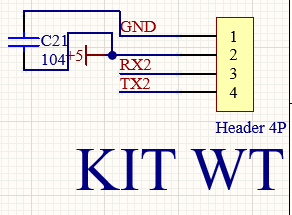 GND
1
C21
104
+5
2
RX2
3
TX2
4
Header 4P
KIT WT